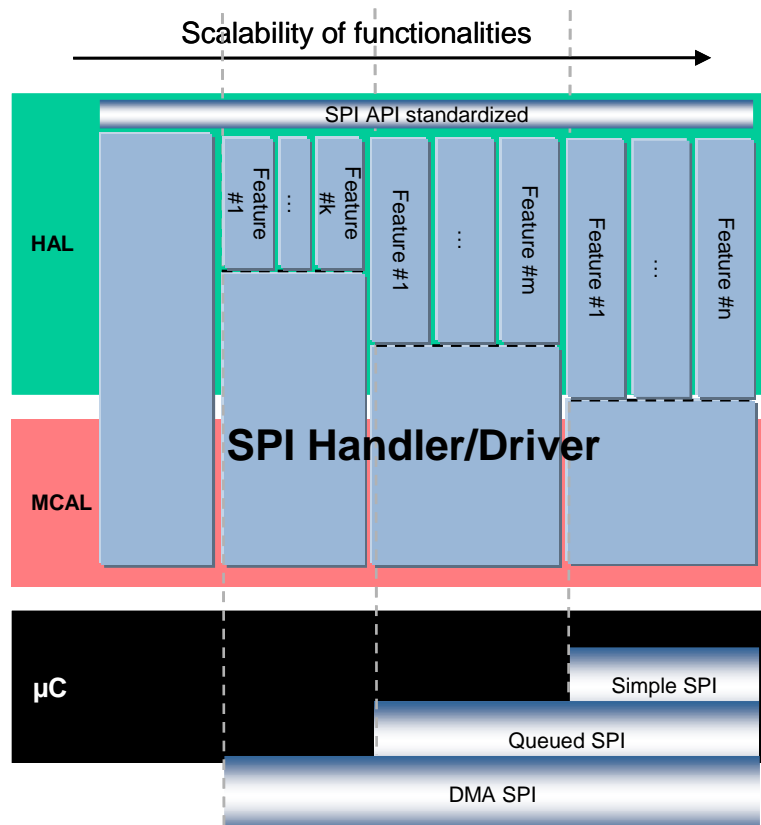 Scalability of functionalities
SPI API standardized
HAL
Feature #1
…
Feature #k
Feature #1
…
Feature #m
Feature #1
…
Feature #n
SPI Handler/Driver
MCAL
µC
Simple SPI
Queued SPI
DMA SPI